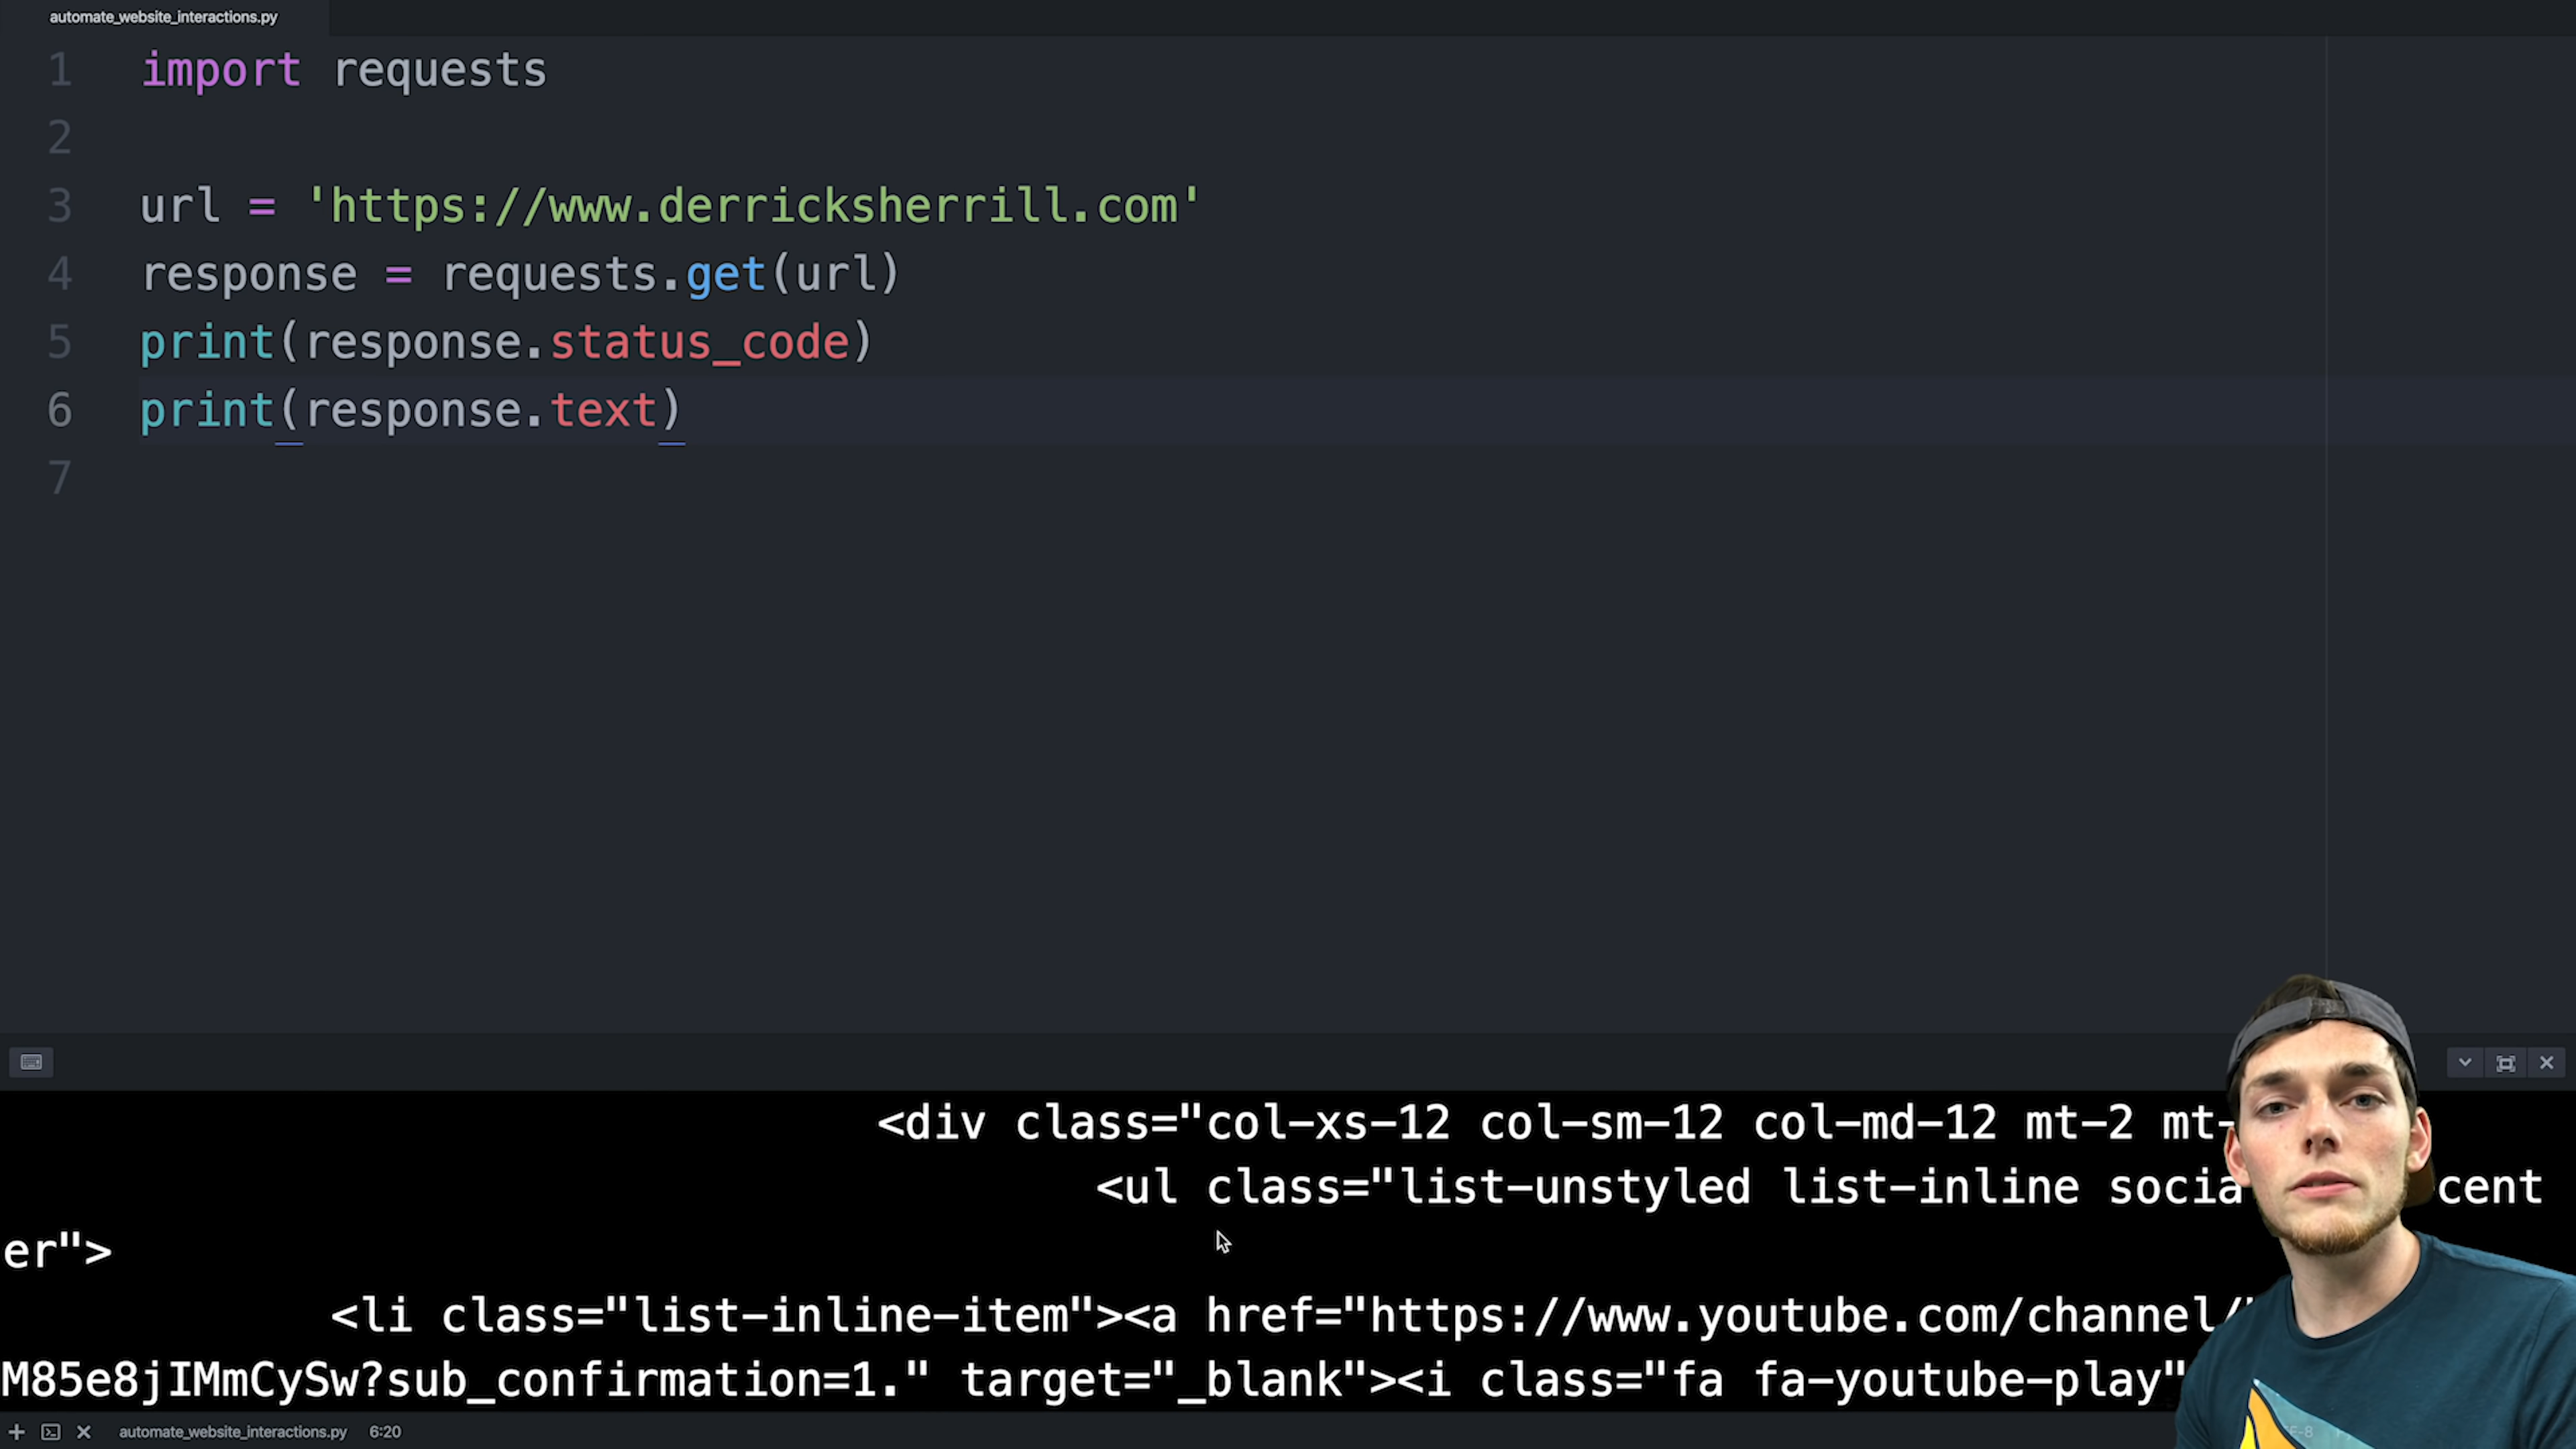 automate_website_interactions.py
1 import requests
2
3 url = 'https://www.derricksherrill.com'
4 response = requests.get(url)
5 print(response.status_code)
6 print(response.text)
7
<div class="col-xs-12 col-sm-12 col-md-12 mt-2 mt-
<ul class="list-unstyled list-inline socia cent
er">
<li class="list-inline-item"><a href="https://www.youtube.com/channel/
M85e8jIMmCySw?sub_confirmation=1." target="_blank"><i class="fa fa-youtube-play"
automate_website_interactions.py 6:20